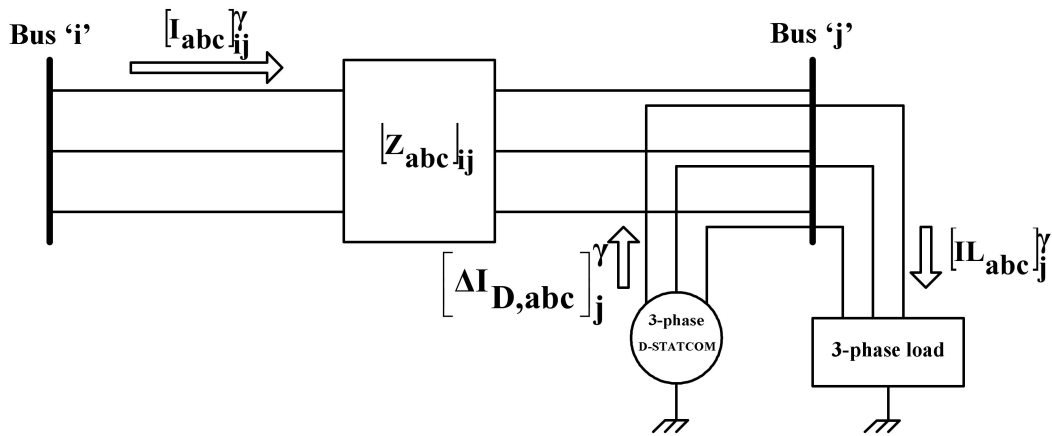 Bus ‘i’
[I_abc]_ij^γ
Bus ‘j’
[Z_abc]_ij
[ΔI_D,abc]_j^γ
[IL_abc]_j^γ
3-phase
D-STATCOM
3-phase load